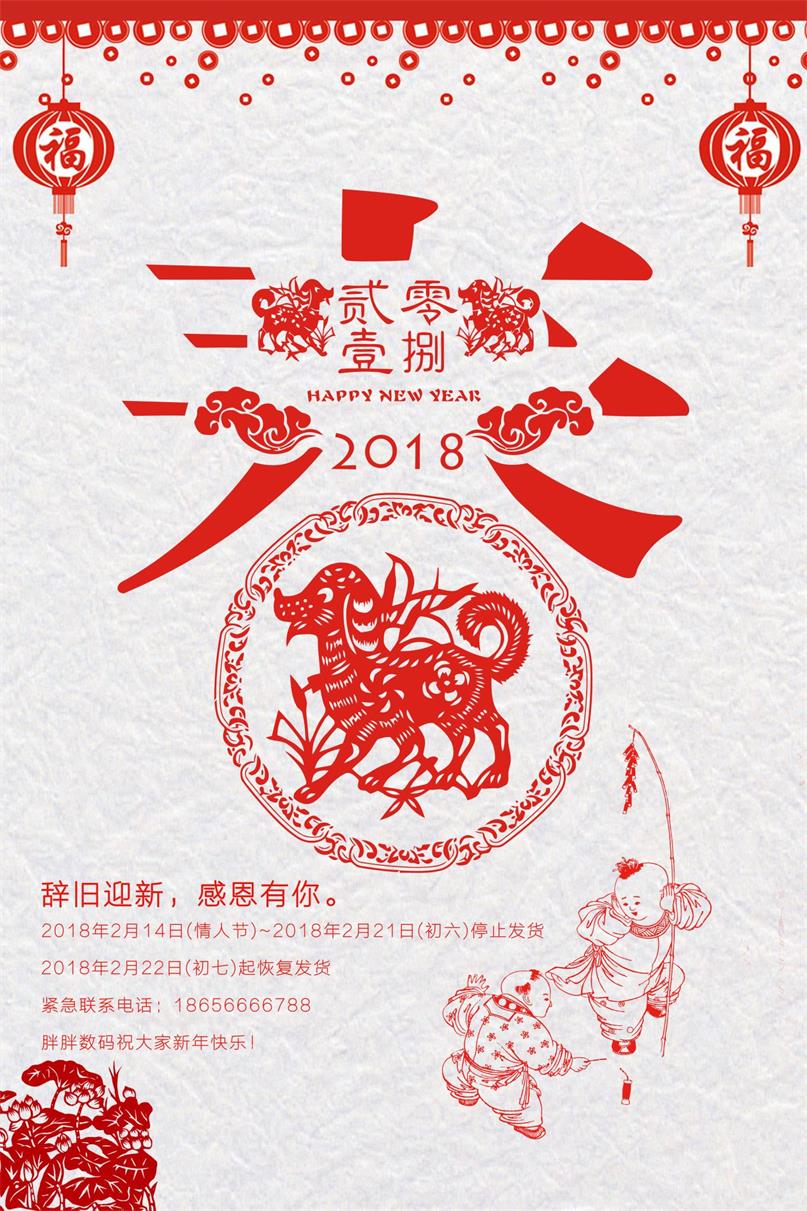 福
福
春
贰零
壹捌
HAPPY NEW YEAR
2018
辞旧迎新，感恩有你。
2018年2月14日(情人节)~2018年2月21日(初六)停止发货
2018年2月22日(初七)起恢复发货
紧急联系电话：18656666788
胖胖数码祝大家新年快乐！